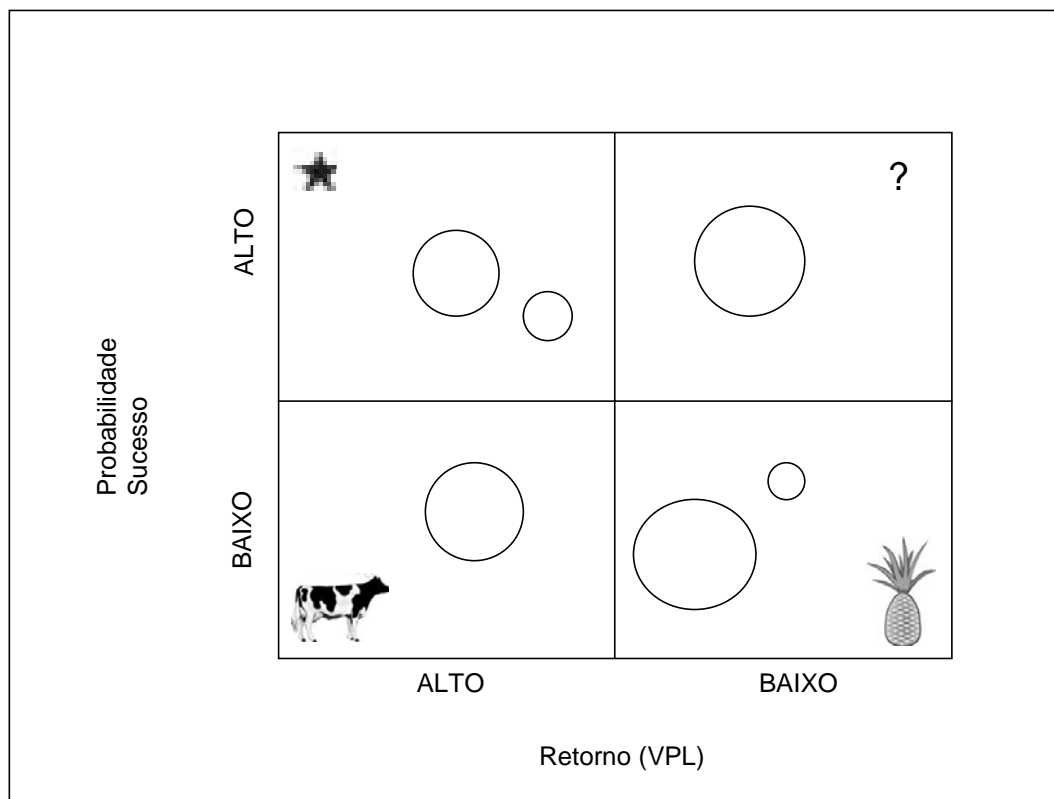 ?
ALTO
Probabilidade
Sucesso
BAIXO
ALTO
BAIXO
Retorno (VPL)